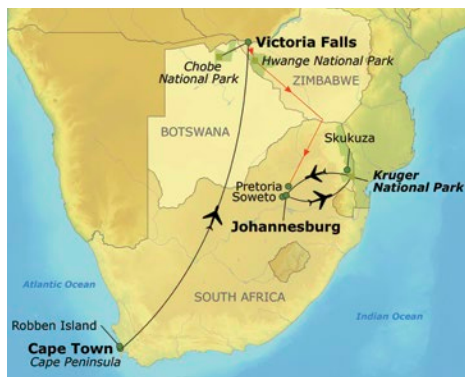 Victoria Falls
Chobe
National Park
Hwange National Park
ZIMBABWE
BOTSWANA
Skukuza
Kruger
National Park
Pretoria
Soweto
Johannesburg
Atlantic Ocean
SOUTH AFRICA
Indian Ocean
Robben Island
Cape Town
Cape Peninsula